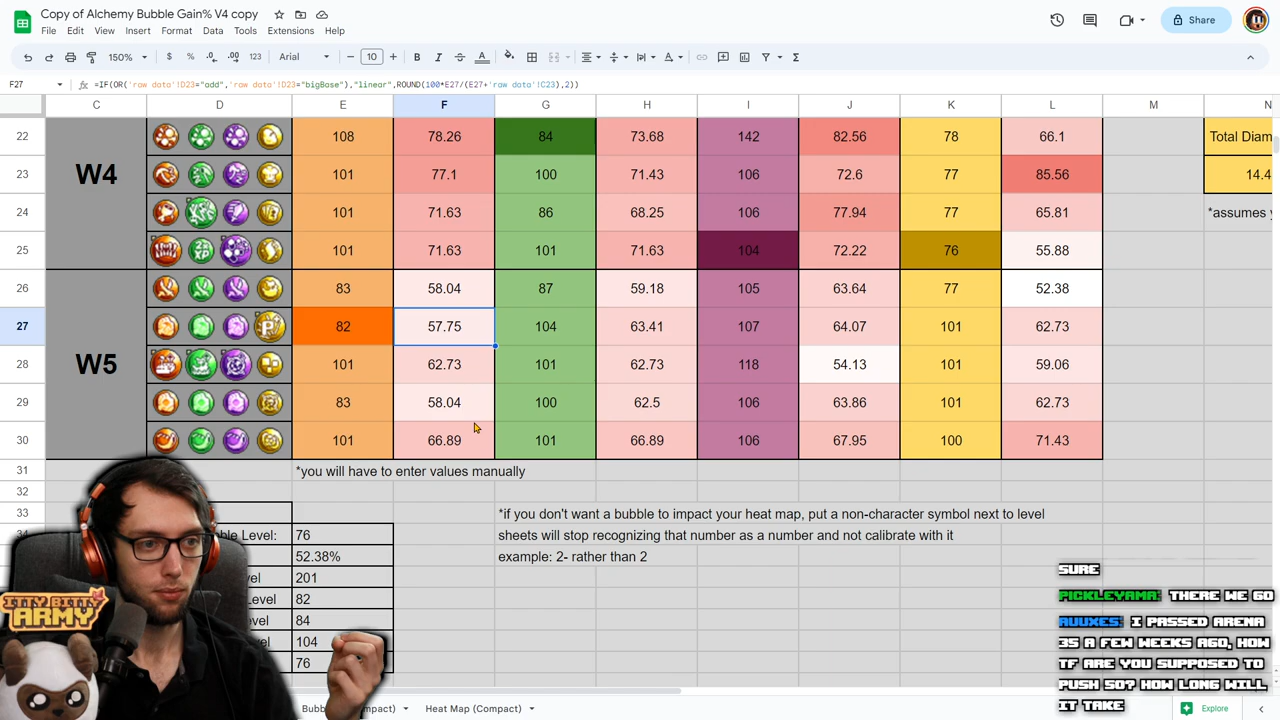 Copy of Alchemy Bubble Gain% V4 copy
File Edit View Insert Format Data Tools Extensions Help
Share
150% $ % .0 .00 123 Arial 10 B I A
F27 =IF(OR('row data'!D23="add",'row data'!D23="bigBase"),"linear",ROUND(100*E27/(E27+'row data'!C23),2))
C D E F G H I J K L M N
22 108 78.26 84 73.68 142 82.56 78 66.1
23 W4 101 77.1 100 71.43 106 72.6 77 85.56 14.4
24 101 71.63 86 68.25 106 77.94 77 65.81
25 101 71.63 101 71.63 104 72.22 76 55.88
26 83 58.04 87 59.18 105 63.64 77 52.38
27 82 57.75 104 63.41 107 64.07 101 62.73
28 W5 101 62.73 101 62.73 118 54.13 101 59.06
29 83 58.04 100 62.5 106 63.86 101 62.73
30 101 66.89 101 66.89 106 67.95 100 71.43
Total
*assumes
31 *you will have to enter values manually
32
33 *if you don't want a bubble to impact your heat map, put a non-character symbol next to level
Level: 76 sheets will stop recognizing that number as a number and not calibrate with it
52.38% example: 2- rather than 2
201
Level 82
84
104
76
Heat Map (Compact)
Explore
ITTY BITTY
ARMY
SURE
PICKLEYAMA: THERE WE GO
AUUXES: I PASSED ARENA
35 A FEW WEEKS AGO, HOW
TF ARE YOU SUPPOSED TO
PUSH 50? HOW LONG WILL
IT TAKE